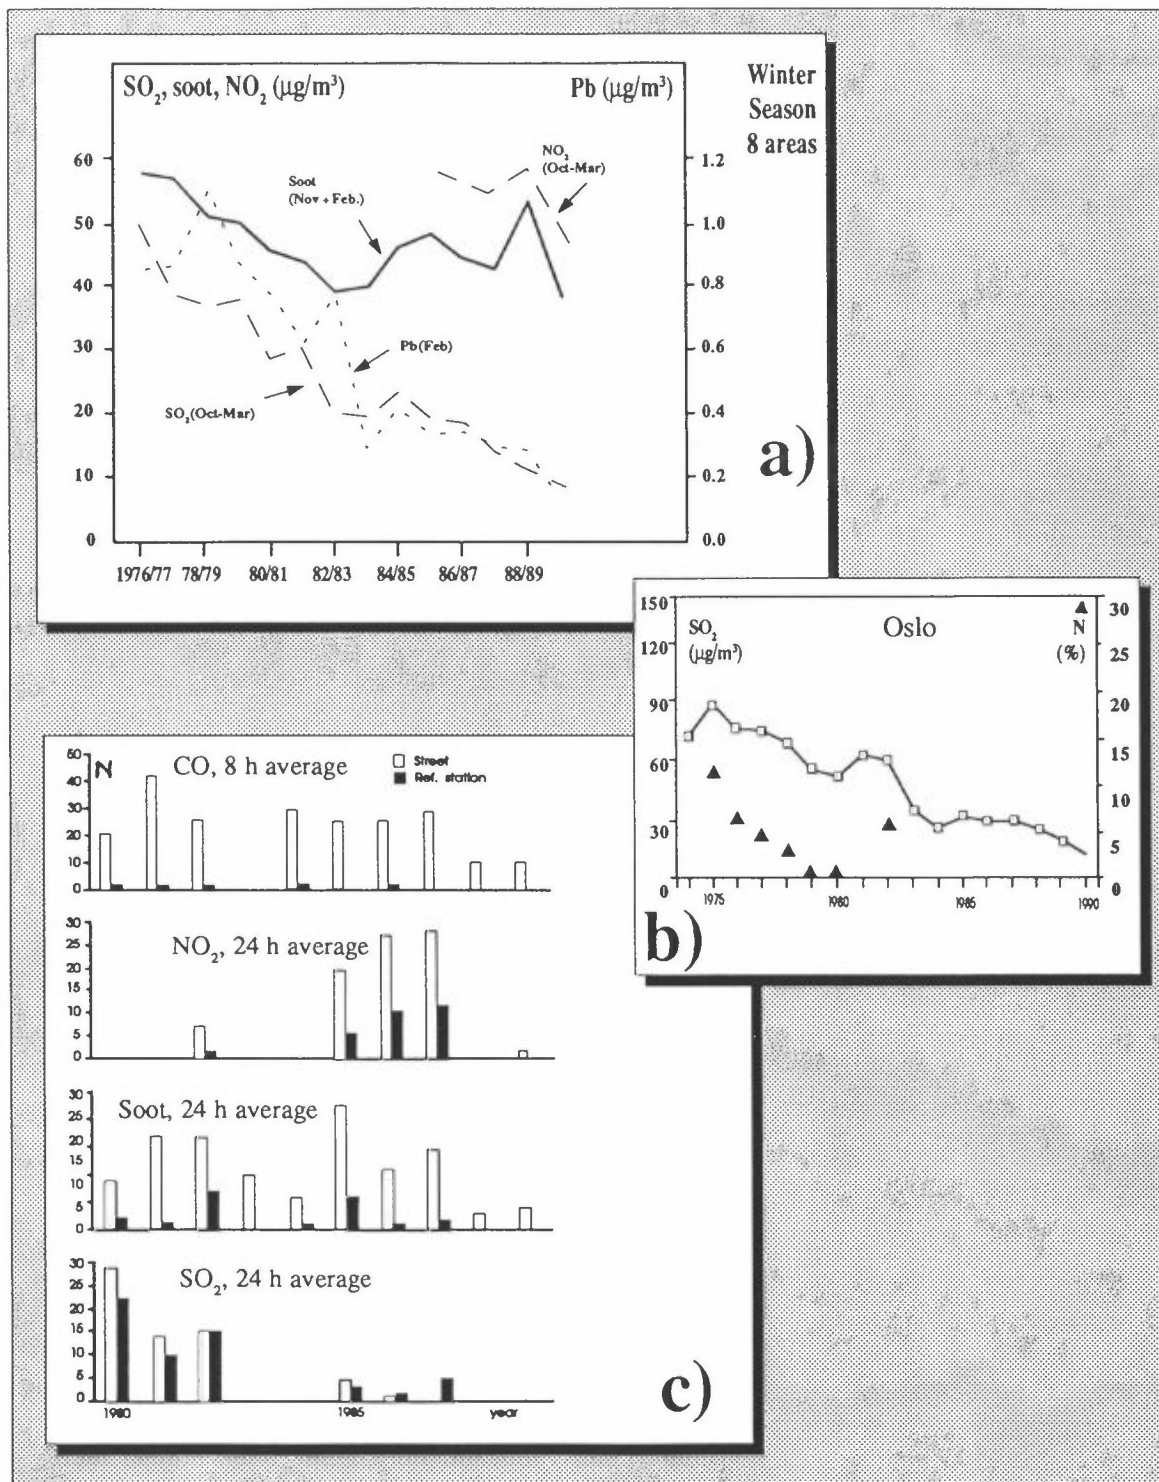 SO₂, soot, NO₂ (µg/m³)
Pb (µg/m³)
Winter
Season
8 areas
60
50
40
30
20
10
0
1.2
1.0
0.8
0.6
0.4
0.2
0.0
NO₂
(Oct-Mar)
Soot
(Nov + Feb.)
Pb (Feb)
SO₂ (Oct-Mar)
a)
1976/77 78/79 80/81 82/83 84/85 86/87 88/89
150
120
90
60
30
0
SO₂
(µg/m³)
Oslo
N
(%)
30
25
20
15
10
5
0
1975 1980 1985 1990
b)
N
CO, 8 h average
Street
Ref. station
50
40
30
20
10
0
NO₂, 24 h average
30
25
20
15
10
5
0
Soot, 24 h average
30
25
20
15
10
5
0
SO₂, 24 h average
30
25
20
15
10
5
0
1980 1985 year
c)